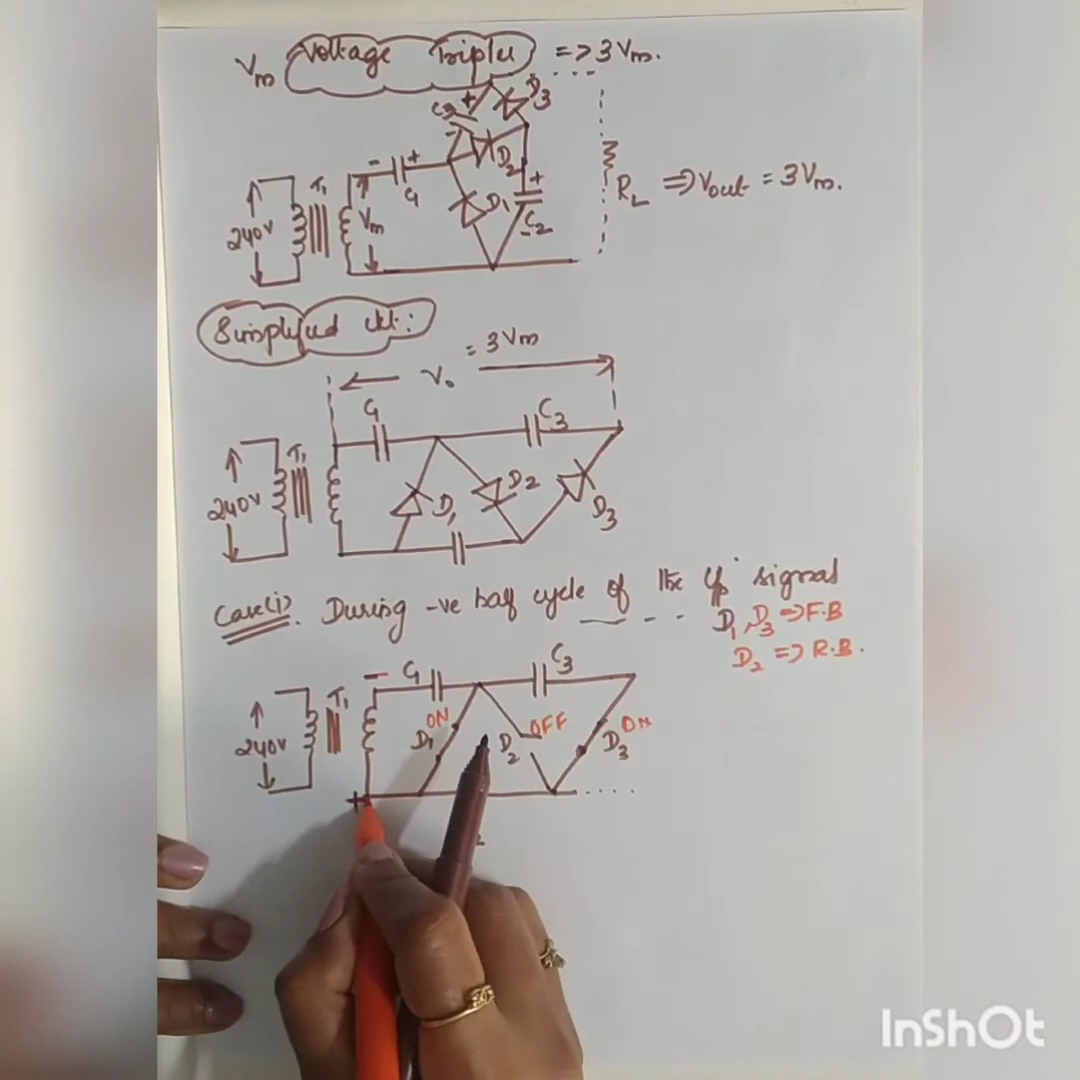 Vm Voltage Tripler => 3Vm.
C3 + D3
- D2
- + +
240V T1 C1 Vm D1 - C2 RL => Vout = 3Vm.
Simplyfied ckt:
= 3Vm
Vo
C1 C3
240V T1 D1 D2 D3
Case(i). During -ve half cycle of the i/p signal
D1, D3 => F.B
D2 => R.B.
- C1 C3
240V T1 ON D1 D2 OFF D3 ON
+
InShOt